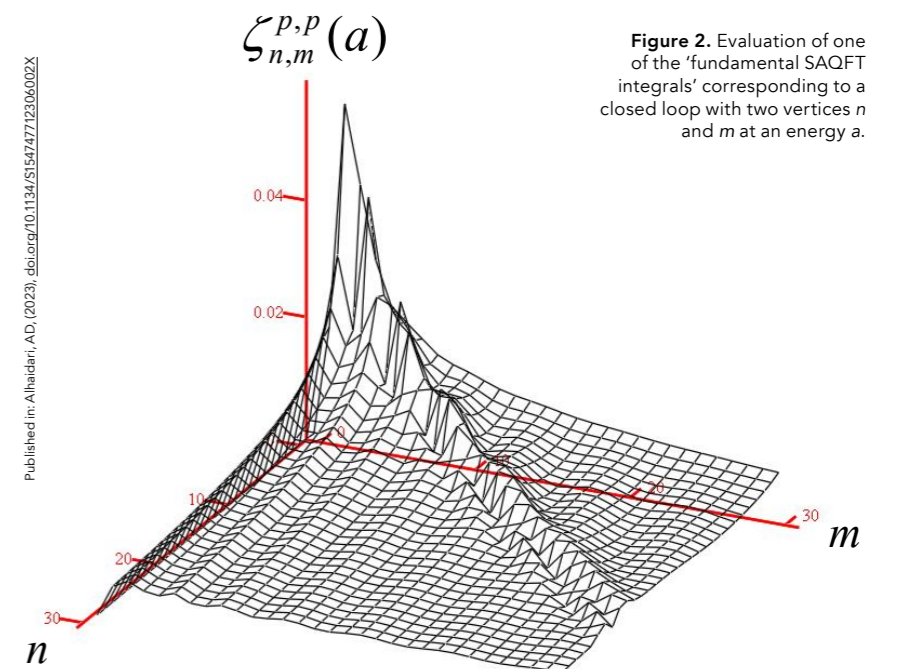 ζ p,p n,m (a)
Figure 2. Evaluation of one
of the ‘fundamental SAQFT
integrals’ corresponding to a
closed loop with two vertices n
and m at an energy a.
Published in: Alhaidari, AD, (2023), doi.org/10.1134/S154747712306002X
0.04
0.02
0
10
20
30
m
10
20
30
n